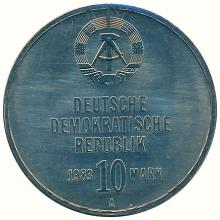 DEUTSCHE
DEMOKRATISCHE
REPUBLIK
1983 10 MARK
A